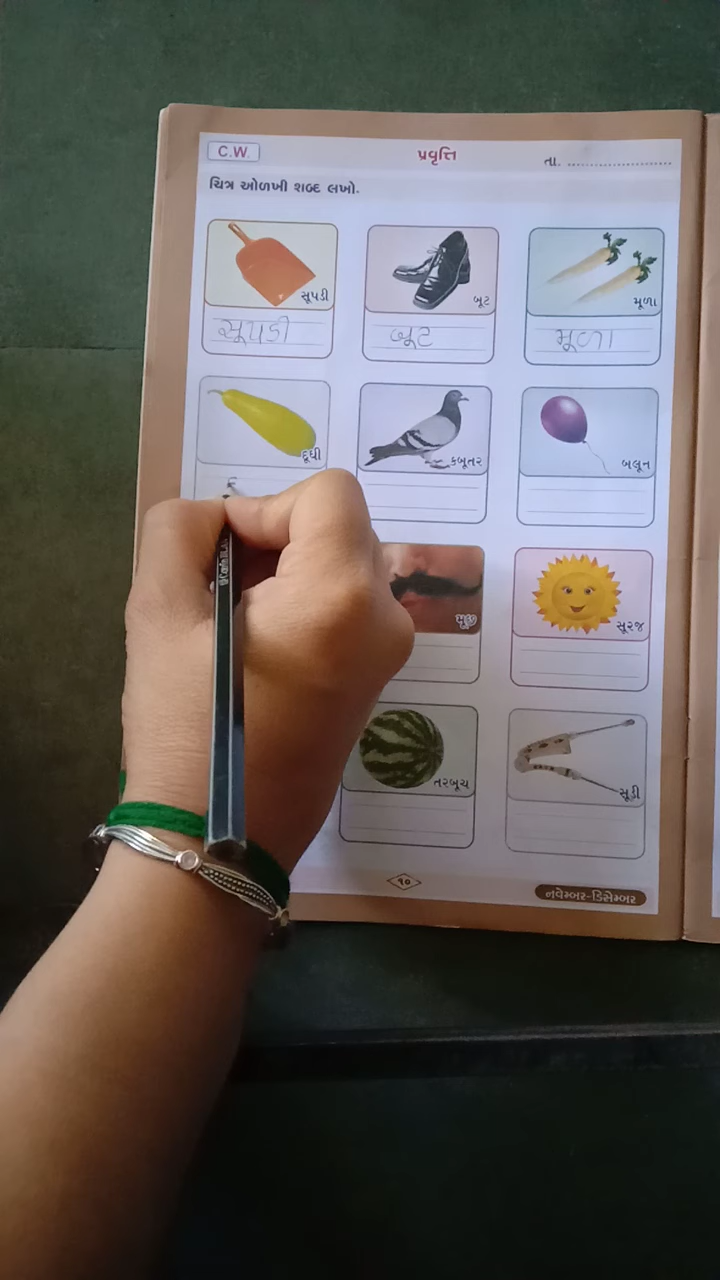 C.W.
પ્રવૃત્તિ
તા. ........................
ચિત્ર ઓળખી શબ્દ લખો.
સૂપડી
બૂટ
મૂળા
સૂપડી
બૂટ
મૂળા
દૂધી
કબૂતર
બલૂન
મૂછ
સૂરજ
તરબૂચ
સૂડી
૧૦
નવેમ્બર-ડિસેમ્બર